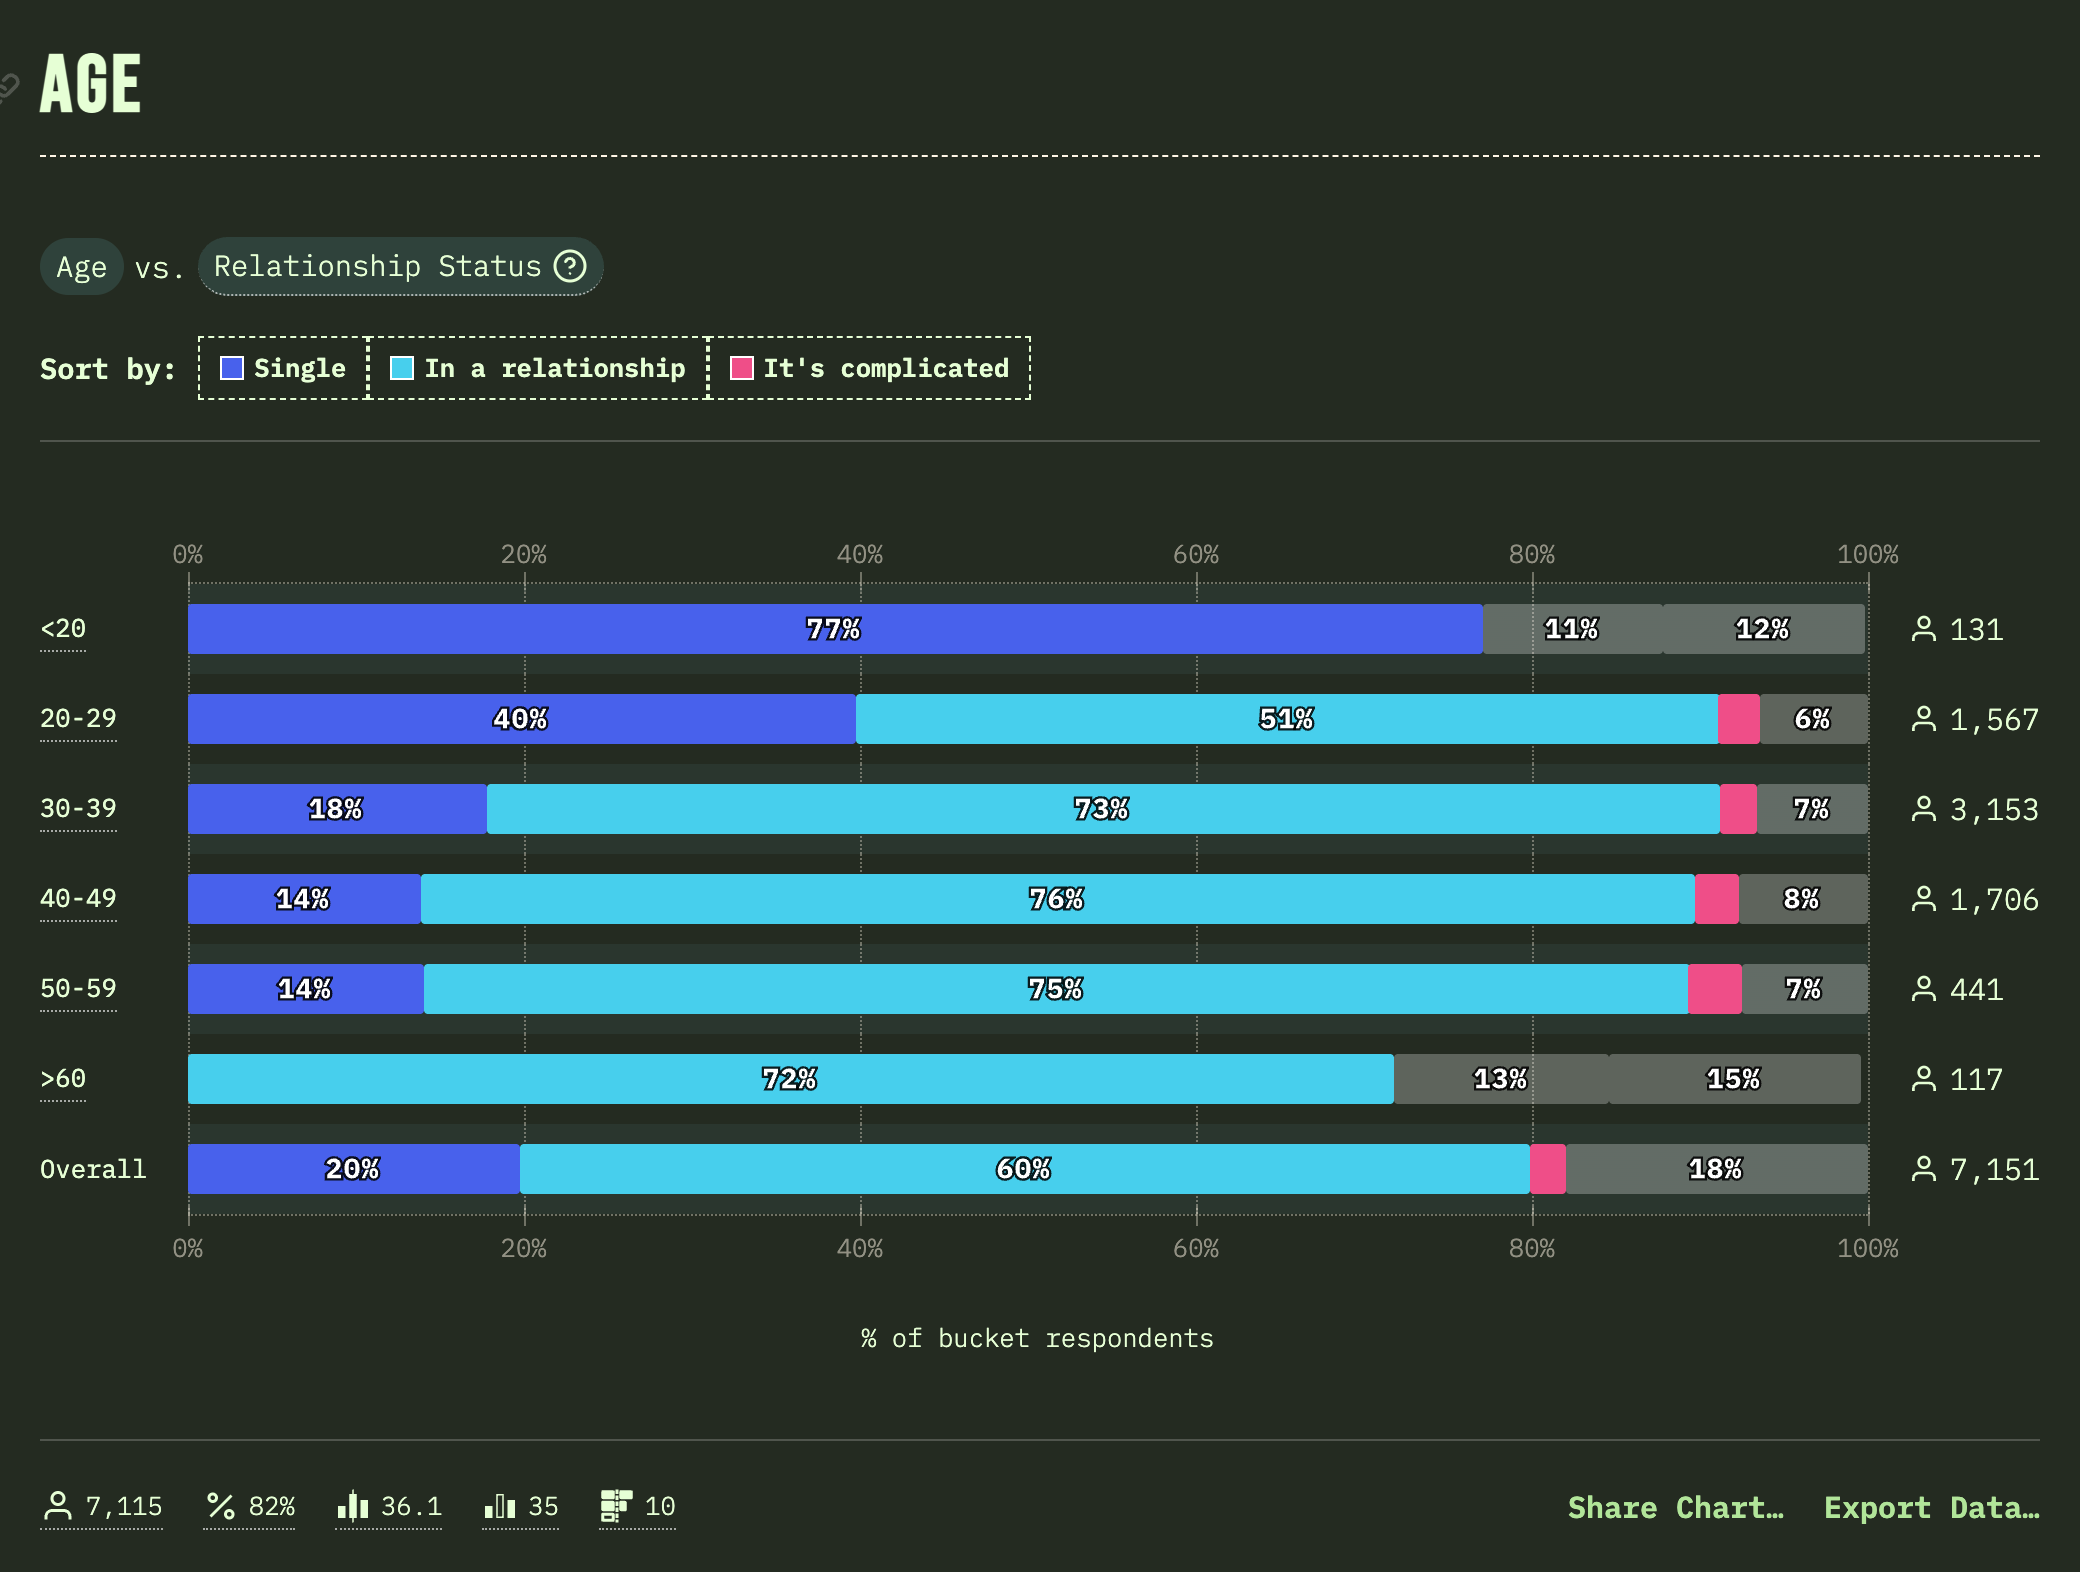 AGE
Age vs. Relationship Status ?
Sort by: Single In a relationship It's complicated
0% 20% 40% 60% 80% 100%
<20 77% 11% 12% 131
20-29 40% 51% 6% 1,567
30-39 18% 73% 7% 3,153
40-49 14% 76% 8% 1,706
50-59 14% 75% 7% 441
>60 72% 13% 15% 117
Overall 20% 60% 18% 7,151
0% 20% 40% 60% 80% 100%
% of bucket respondents
7,115 % 82% 36.1 35 10 Share Chart… Export Data…